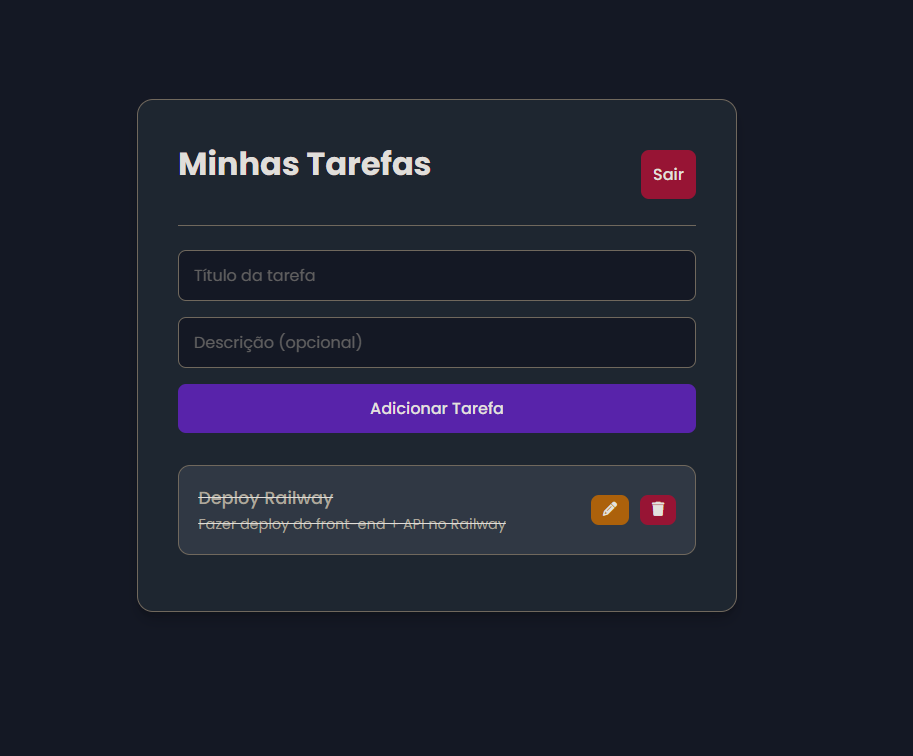 Minhas Tarefas
Sair
Título da tarefa
Descrição (opcional)
Adicionar Tarefa
Deploy Railway
Fazer deploy do front-end + API no Railway